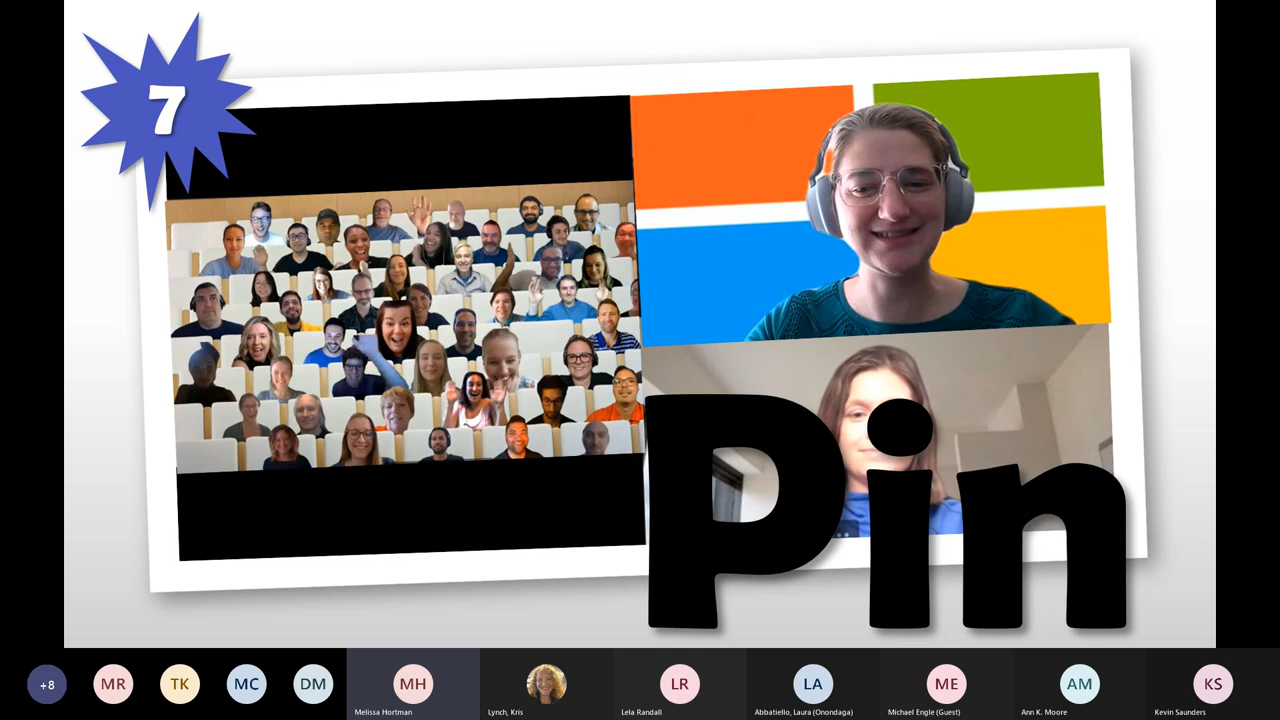 7
Pin
+8
MR
TK
MC
DM
MH
LR
LA
ME
AM
KS
Melissa Hortman
Lynch, Kris
Lela Randall
Abbatiello, Laura (Onondaga)
Michael Engle (Guest)
Ann K. Moore
Kevin Saunders